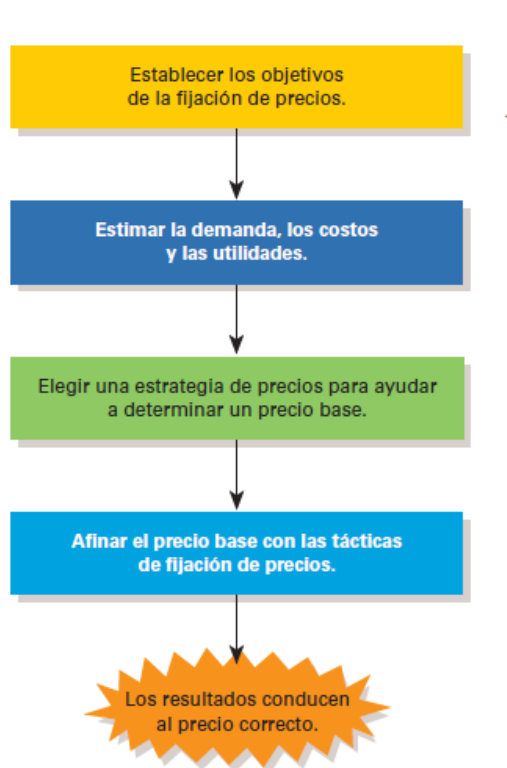 Establecer los objetivos
de la fijación de precios.
Estimar la demanda, los costos
y las utilidades.
Elegir una estrategia de precios para ayudar
a determinar un precio base.
Afinar el precio base con las tácticas
de fijación de precios.
Los resultados conducen
al precio correcto.